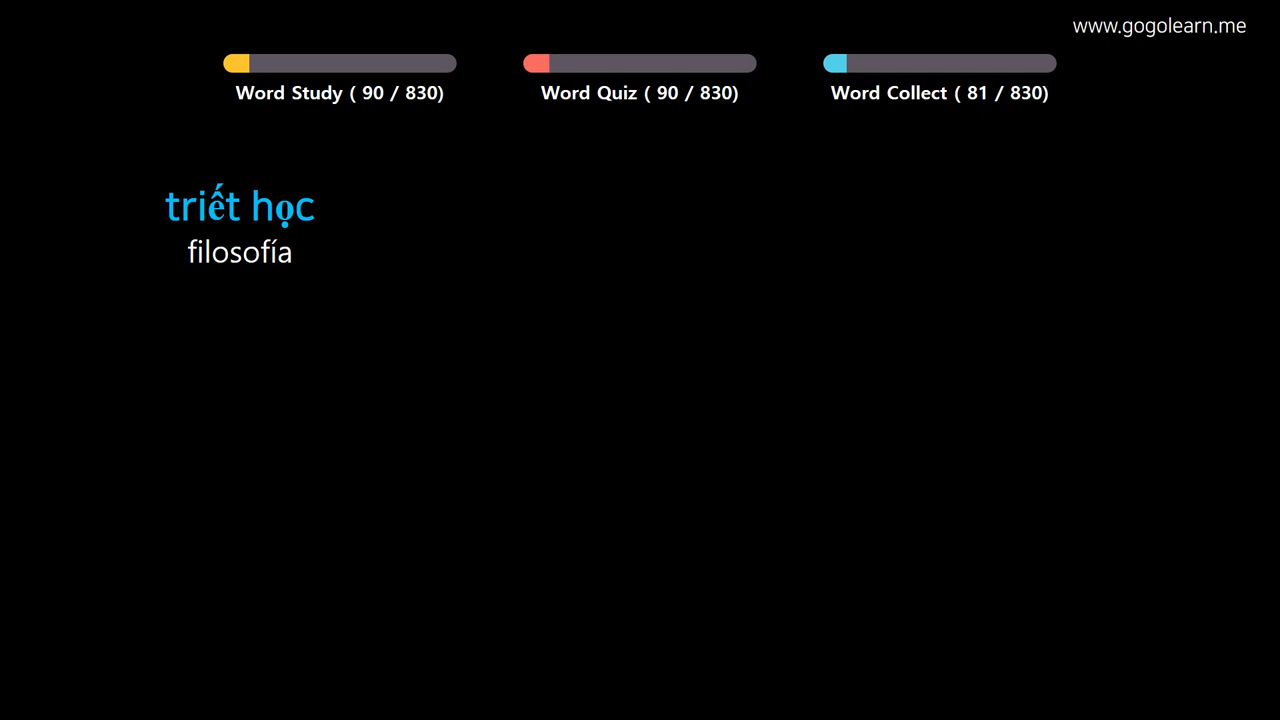 www.gogolearn.me
Word Study ( 90 / 830)
Word Quiz ( 90 / 830)
Word Collect ( 81 / 830)
triết học
filosofía